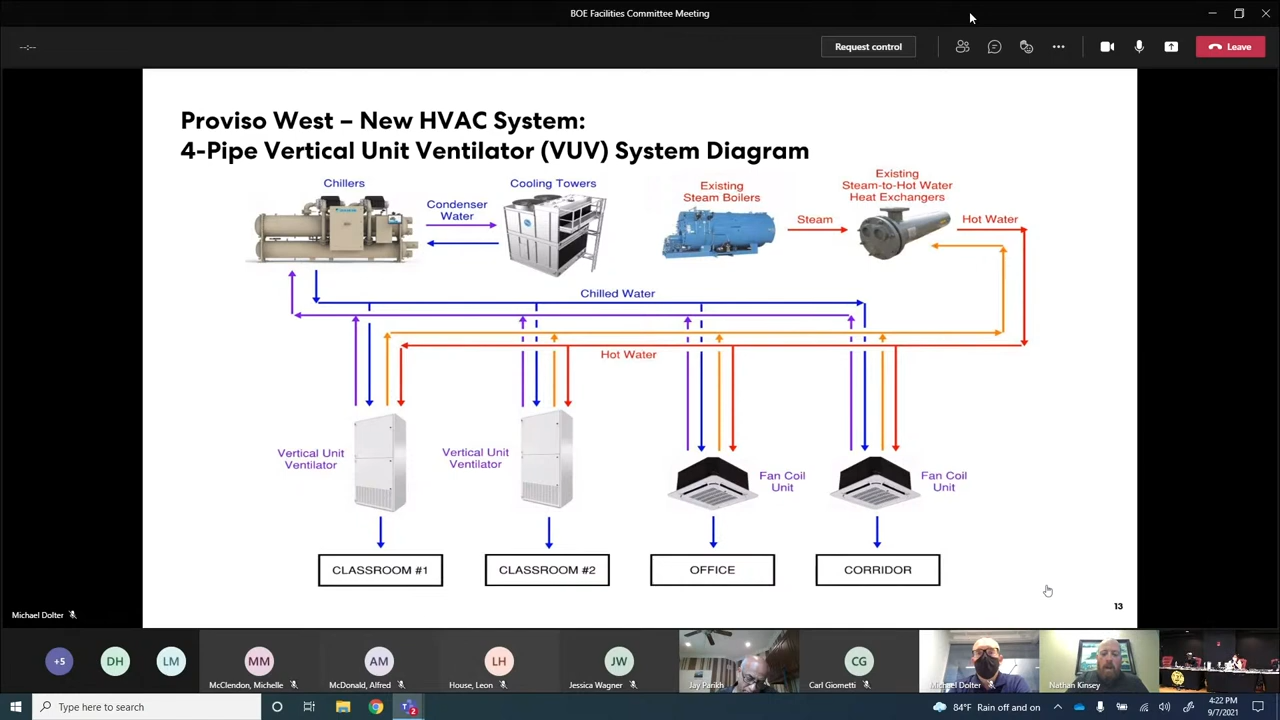 BOE Facilities Committee Meeting
--:--
Request control
Leave
Proviso West – New HVAC System:
4-Pipe Vertical Unit Ventilator (VUV) System Diagram
Chillers
Condenser
Water
Cooling Towers
Existing
Steam Boilers
Steam
Existing
Steam-to-Hot Water
Heat Exchangers
Hot Water
Chilled Water
Hot Water
Vertical Unit
Ventilator
Vertical Unit
Ventilator
Fan Coil
Unit
Fan Coil
Unit
CLASSROOM #1
CLASSROOM #2
OFFICE
CORRIDOR
13
Michael Dolter
+5
DH
LM
MM
McClendon, Michelle
AM
McDonald, Alfred
LH
House, Leon
JW
Jessica Wagner
Jay Parikh
CG
Carl Giometti
Michael Dolter
Nathan Kinsey
Type here to search
2
84°F Rain off and on
4:22 PM
9/7/2021